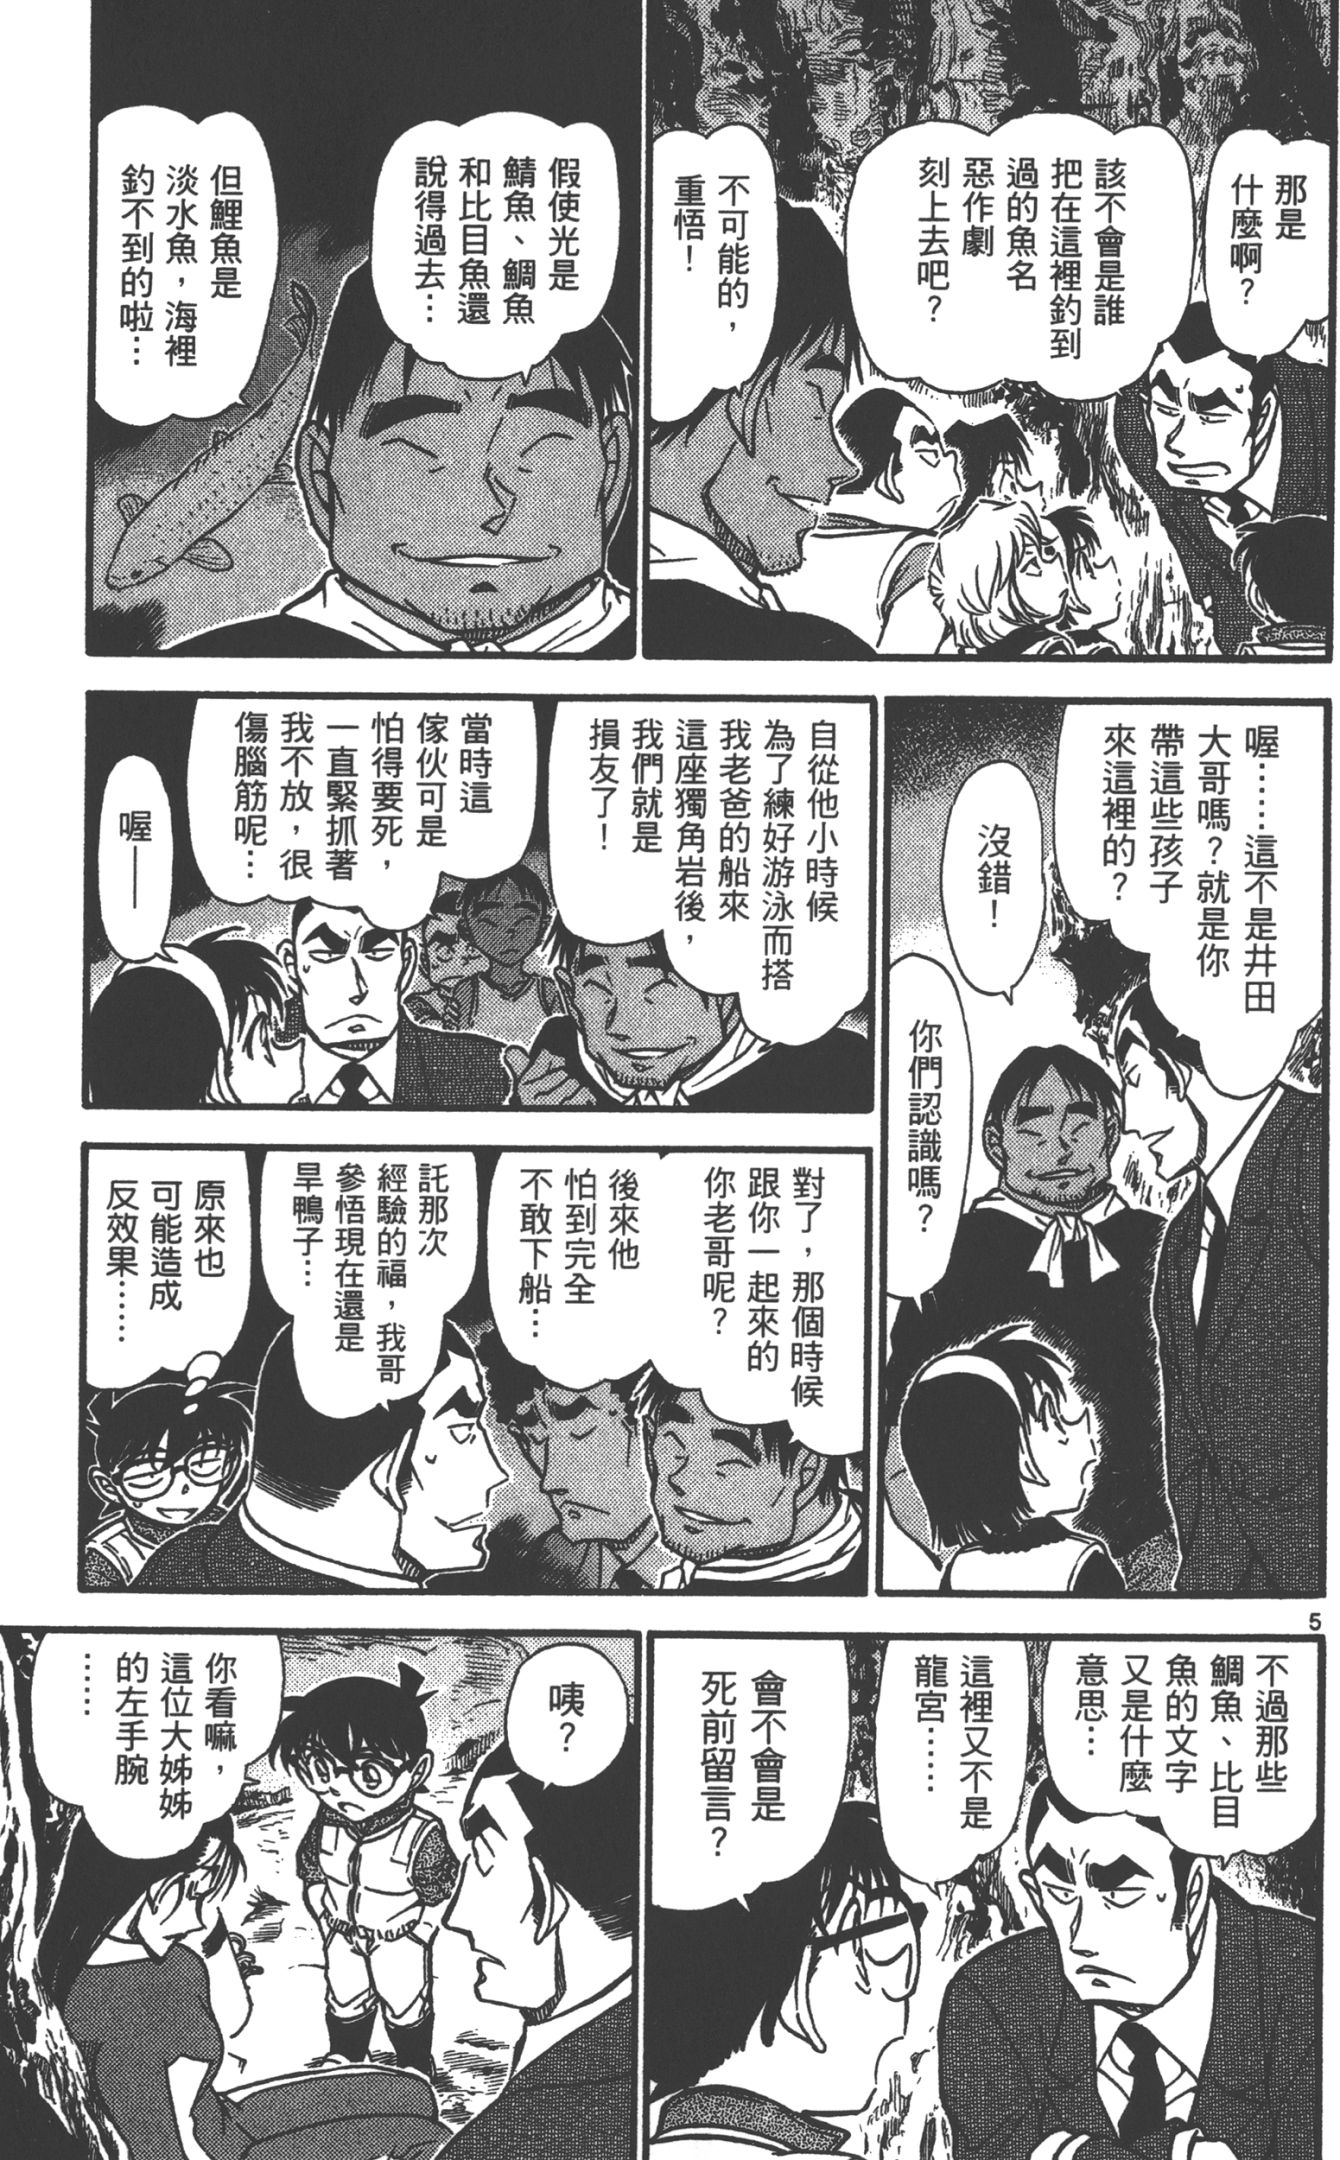 那是
什麼啊？
該不會是誰
把在這裡釣到
過的魚名
惡作劇
刻上去吧？
不可能的，
重悟！
假使光是
鯖魚、鯛魚
和比目魚還
說得過去…
但鯉魚是
淡水魚，海裡
釣不到的啦…
喔……這不是井田
大哥嗎？就是你
帶這些孩子
來這裡的？
沒錯！
你們認識嗎？
自從他小時候
為了練好游泳而搭
我老爸的船來
這座獨角岩後，
我們就是
損友了！
當時這
傢伙可是
怕得要死，
一直緊抓著
我不放，很
傷腦筋呢…
喔——
對了，那個時候
跟你一起來的
你老哥呢？
後來他
怕到完全
不敢下船…
託那次
經驗的福，我哥
參悟現在還是
旱鴨子…
原來也
可能造成
反效果……
5
不過那些
鯛魚、比目
魚的文字
又是什麼
意思…
這裡又不是
龍宮……
會不會是
死前留言？
咦？
你看嘛，
這位大姊姊
的左手腕
……